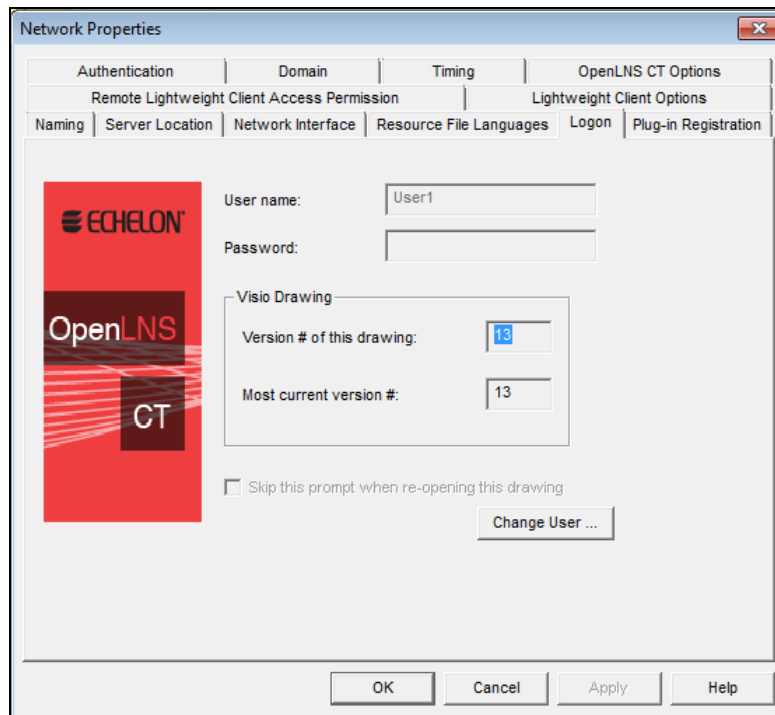 Network Properties
Authentication Domain Timing OpenLNS CT Options
Remote Lightweight Client Access Permission Lightweight Client Options
Naming Server Location Network Interface Resource File Languages Logon Plug-in Registration
ECHELON
User name: User1
Password:
Visio Drawing
OpenLNS
Version # of this drawing: 13
Most current version #: 13
CT
Skip this prompt when re-opening this drawing
Change User ...
OK Cancel Apply Help